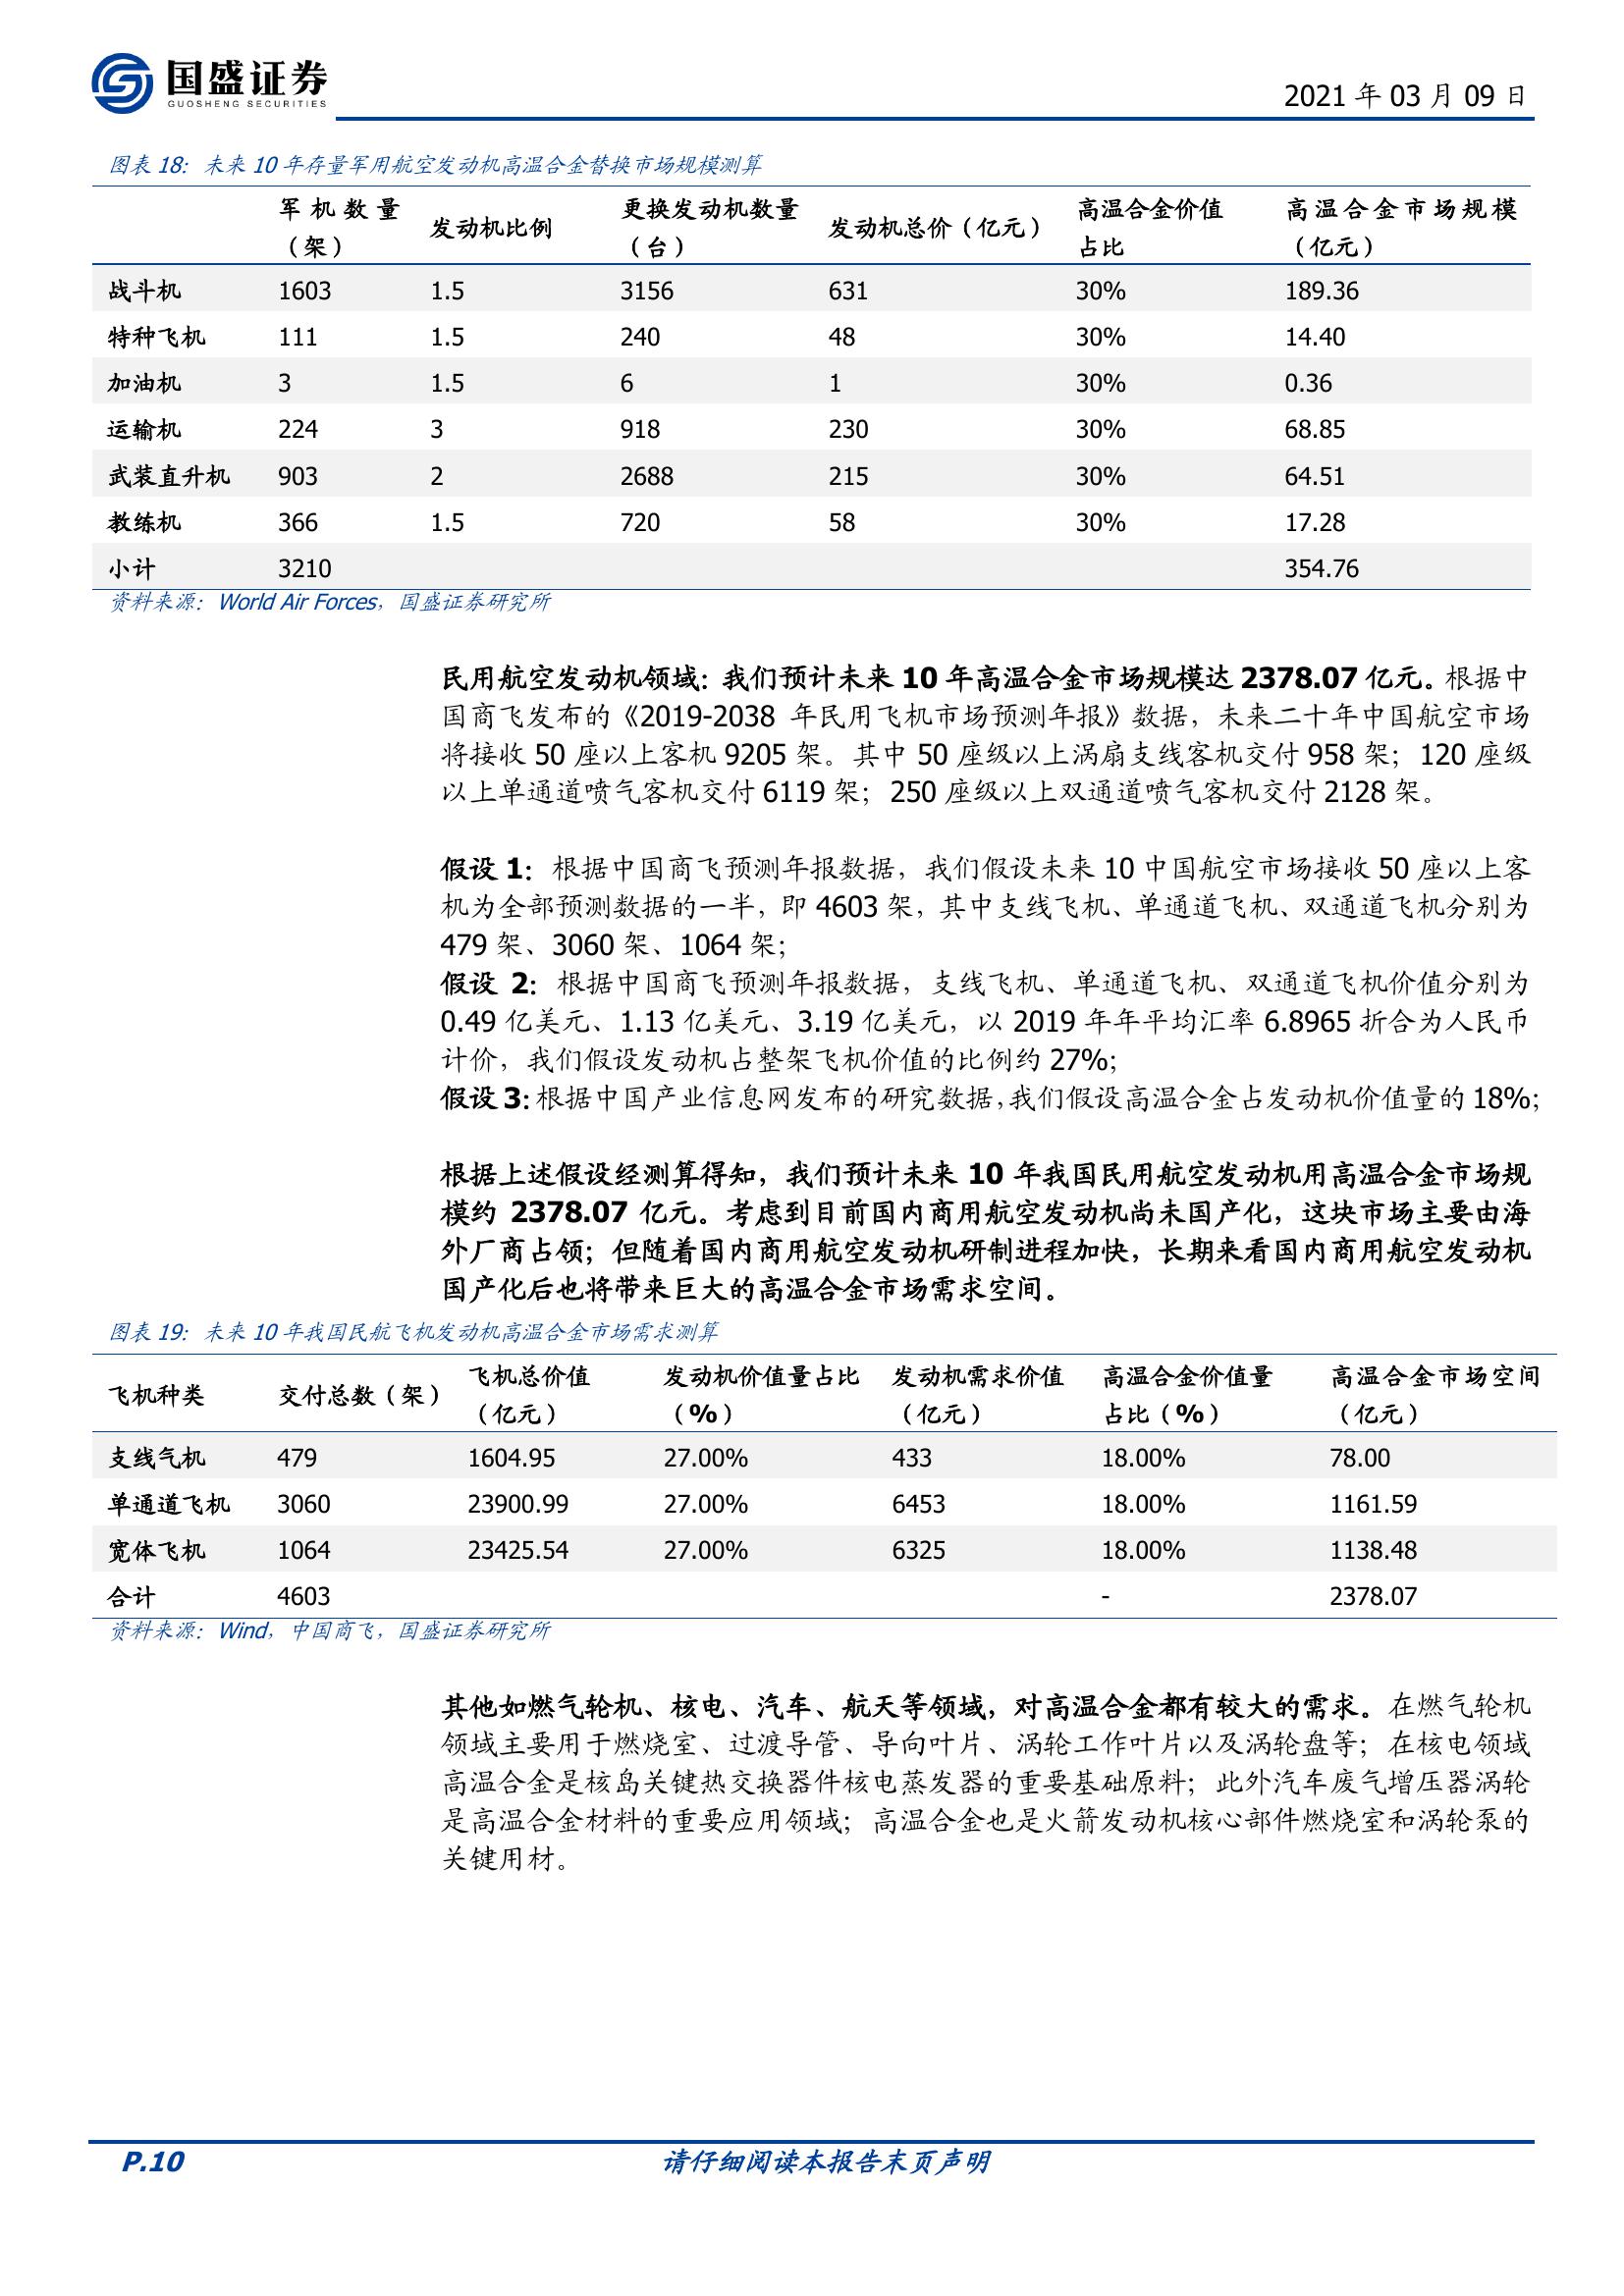 国盛证券
GUOSHENG SECURITIES
2021 年 03 月 09 日
图表 18：未来 10 年存量军用航空发动机高温合金替换市场规模测算
军机数量（架） 发动机比例 更换发动机数量（台） 发动机总价（亿元） 高温合金价值占比 高温合金市场规模（亿元）
战斗机 1603 1.5 3156 631 30% 189.36
特种飞机 111 1.5 240 48 30% 14.40
加油机 3 1.5 6 1 30% 0.36
运输机 224 3 918 230 30% 68.85
武装直升机 903 2 2688 215 30% 64.51
教练机 366 1.5 720 58 30% 17.28
小计 3210 354.76
资料来源：World Air Forces，国盛证券研究所
民用航空发动机领域：我们预计未来 10 年高温合金市场规模达 2378.07 亿元。根据中
国商飞发布的《2019-2038 年民用飞机市场预测年报》数据，未来二十年中国航空市场
将接收 50 座以上客机 9205 架。其中 50 座级以上涡扇支线客机交付 958 架；120 座级
以上单通道喷气客机交付 6119 架；250 座级以上双通道喷气客机交付 2128 架。
假设 1：根据中国商飞预测年报数据，我们假设未来 10 中国航空市场接收 50 座以上客
机为全部预测数据的一半，即 4603 架，其中支线飞机、单通道飞机、双通道飞机分别为
479 架、3060 架、1064 架；
假设 2：根据中国商飞预测年报数据，支线飞机、单通道飞机、双通道飞机价值分别为
0.49 亿美元、1.13 亿美元、3.19 亿美元，以 2019 年年平均汇率 6.8965 折合为人民币
计价，我们假设发动机占整架飞机价值的比例约 27%；
假设 3：根据中国产业信息网发布的研究数据，我们假设高温合金占发动机价值量的 18%；
根据上述假设经测算得知，我们预计未来 10 年我国民用航空发动机用高温合金市场规
模约 2378.07 亿元。考虑到目前国内商用航空发动机尚未国产化，这块市场主要由海
外厂商占领；但随着国内商用航空发动机研制进程加快，长期来看国内商用航空发动机
国产化后也将带来巨大的高温合金市场需求空间。
图表 19：未来 10 年我国民航飞机发动机高温合金市场需求测算
飞机种类 交付总数（架） 飞机总价值（亿元） 发动机价值量占比（%） 发动机需求价值（亿元） 高温合金价值量占比（%） 高温合金市场空间（亿元）
支线气机 479 1604.95 27.00% 433 18.00% 78.00
单通道飞机 3060 23900.99 27.00% 6453 18.00% 1161.59
宽体飞机 1064 23425.54 27.00% 6325 18.00% 1138.48
合计 4603 - 2378.07
资料来源：Wind，中国商飞，国盛证券研究所
其他如燃气轮机、核电、汽车、航天等领域，对高温合金都有较大的需求。在燃气轮机
领域主要用于燃烧室、过渡导管、导向叶片、涡轮工作叶片以及涡轮盘等；在核电领域
高温合金是核岛关键热交换器件核电蒸发器的重要基础原料；此外汽车废气增压器涡轮
是高温合金材料的重要应用领域；高温合金也是火箭发动机核心部件燃烧室和涡轮泵的
关键用材。
P.10
请仔细阅读本报告末页声明